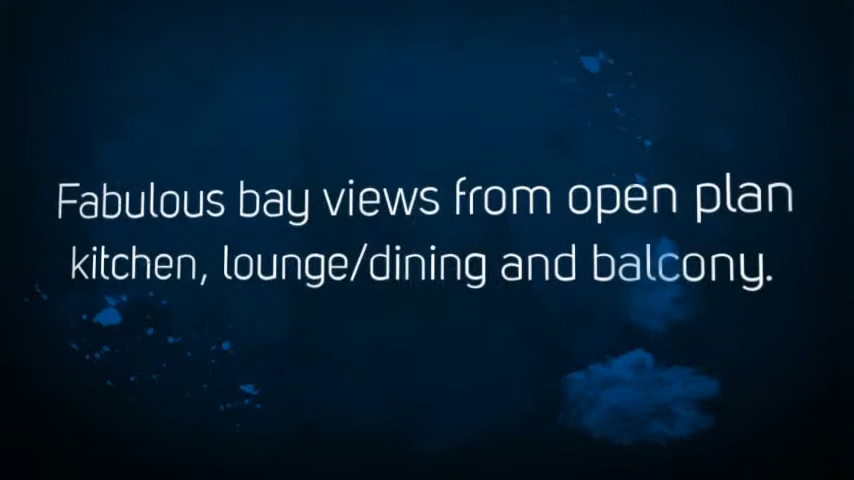 Fabulous bay views from open plan
kitchen, lounge/dining and balcony.